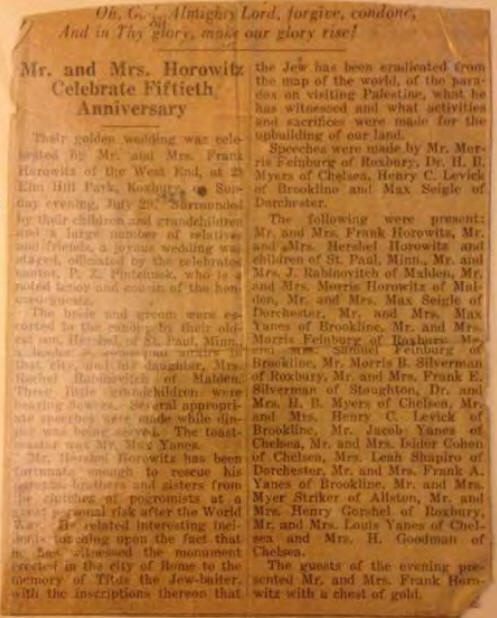 Oh, G... Almighty Lord, forgive, condone,
And in Thy glory, make our glory rise!
Mr. and Mrs. Horowitz
Celebrate Fiftieth
Anniversary
Their golden wedding was cele-
brated by Mr. and Mrs. Frank
Horowitz of the West End, at 23
Elm Hill Park, Roxbury, on Sun-
day evening, July 29. Surrounded
by their children and grandchildren
and a large number of relatives
and friends, a joyous wedding was
staged, officiated by the celebrated
cantor, P. Z. who is a
noted tenor and cousin of the hon-
The bride and groom were es-
corted to the canopy by their old-
est son, Hershel, of St. Paul, Minn.,
a leader in affairs in
that city, and his daughter, Mrs.
Rachel Rabinovitch of Malden.
Three little grandchildren were
bearing flowers. Several appropri-
ate speeches were made while din-
ner was being served. The toast-
master was Mr. Max Yanes.
Mr. Hershel Horowitz has been
fortunate enough to rescue his
parents, brothers and sisters from
the clutches of pogromists at a
great personal risk after the World
War. He related interesting inci-
dents touching upon the fact that
he has witnessed the monument
erected in the city of Rome to the
memory of Titus the Jew-baiter,
with the inscriptions thereon that
the Jew has been eradicated from
the map of the world, of the para-
dox on visiting Palestine, what he
has witnessed and what activities
and sacrifices were made for the
upbuilding of our land.
Speeches were made by Mr. Mor-
ris Feinburg of Roxbury, Dr. H. B.
Myers of Chelsea, Henry C. Levick
of Brookline and Max Seigle of
Dorchester.
The following were present:
Mr. and Mrs. Frank Horowitz, Mr.
and Mrs. Hershel Horowitz and
children of St. Paul, Minn., Mr. and
Mrs. J. Rabinovitch of Malden, Mr.
and Mrs. Morris Horowitz of Mal-
den, Mr. and Mrs. Max Seigle of
Dorchester, Mr. and Mrs. Max
Yanes of Brookline, Mr. and Mrs.
Morris Feinburg of Roxbury, Mr.
and Mrs. Samuel Feinburg of
Brookline, Mr. Morris B. Silverman
of Roxbury, Mr. and Mrs. Frank E.
Silverman of Stoughton, Dr. and
Mrs. H. B. Myers of Chelsea, Mr.
and Mrs. Henry C. Levick of
Brookline, Mr. Jacob Yanes of
Chelsea, Mr. and Mrs. Isidor Cohen
of Chelsea, Mrs. Leah Shapiro of
Dorchester, Mr. and Mrs. Frank A.
Yanes of Brookline, Mr. and Mrs.
Myer Striker of Allston, Mr. and
Mrs. Henry Gorshel of Roxbury,
Mr. and Mrs. Louis Yanes of Chel-
sea and Mrs. H. Goodman of
Chelsea.
The guests of the evening pre-
sented Mr. and Mrs. Frank Horo-
witz with a chest of gold.